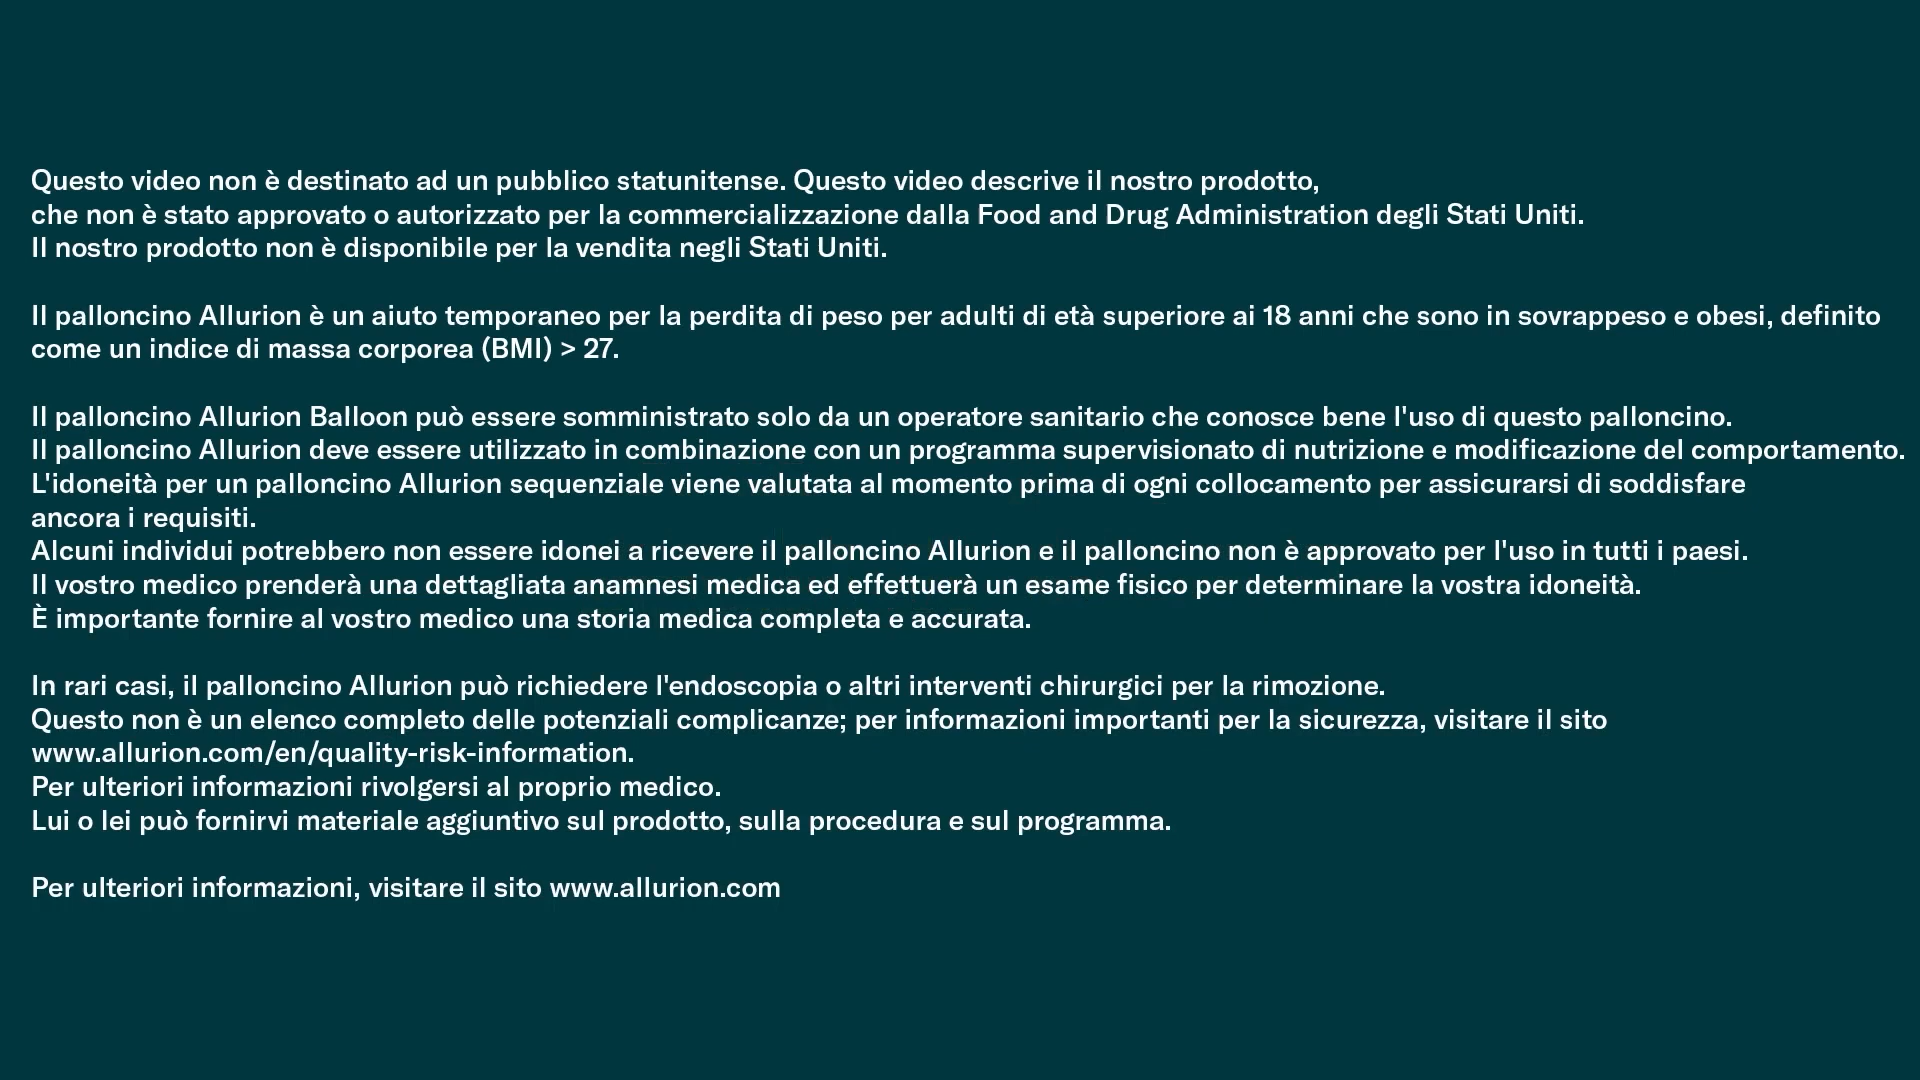 Questo video non è destinato ad un pubblico statunitense. Questo video descrive il nostro prodotto,
che non è stato approvato o autorizzato per la commercializzazione dalla Food and Drug Administration degli Stati Uniti.
Il nostro prodotto non è disponibile per la vendita negli Stati Uniti.
Il palloncino Allurion è un aiuto temporaneo per la perdita di peso per adulti di età superiore ai 18 anni che sono in sovrappeso e obesi, definito
come un indice di massa corporea (BMI) > 27.
Il palloncino Allurion Balloon può essere somministrato solo da un operatore sanitario che conosce bene l'uso di questo palloncino.
Il palloncino Allurion deve essere utilizzato in combinazione con un programma supervisionato di nutrizione e modificazione del comportamento.
L'idoneità per un palloncino Allurion sequenziale viene valutata al momento prima di ogni collocamento per assicurarsi di soddisfare
ancora i requisiti.
Alcuni individui potrebbero non essere idonei a ricevere il palloncino Allurion e il palloncino non è approvato per l'uso in tutti i paesi.
Il vostro medico prenderà una dettagliata anamnesi medica ed effettuerà un esame fisico per determinare la vostra idoneità.
È importante fornire al vostro medico una storia medica completa e accurata.
In rari casi, il palloncino Allurion può richiedere l'endoscopia o altri interventi chirurgici per la rimozione.
Questo non è un elenco completo delle potenziali complicanze; per informazioni importanti per la sicurezza, visitare il sito
www.allurion.com/en/quality-risk-information.
Per ulteriori informazioni rivolgersi al proprio medico.
Lui o lei può fornirvi materiale aggiuntivo sul prodotto, sulla procedura e sul programma.
Per ulteriori informazioni, visitare il sito www.allurion.com